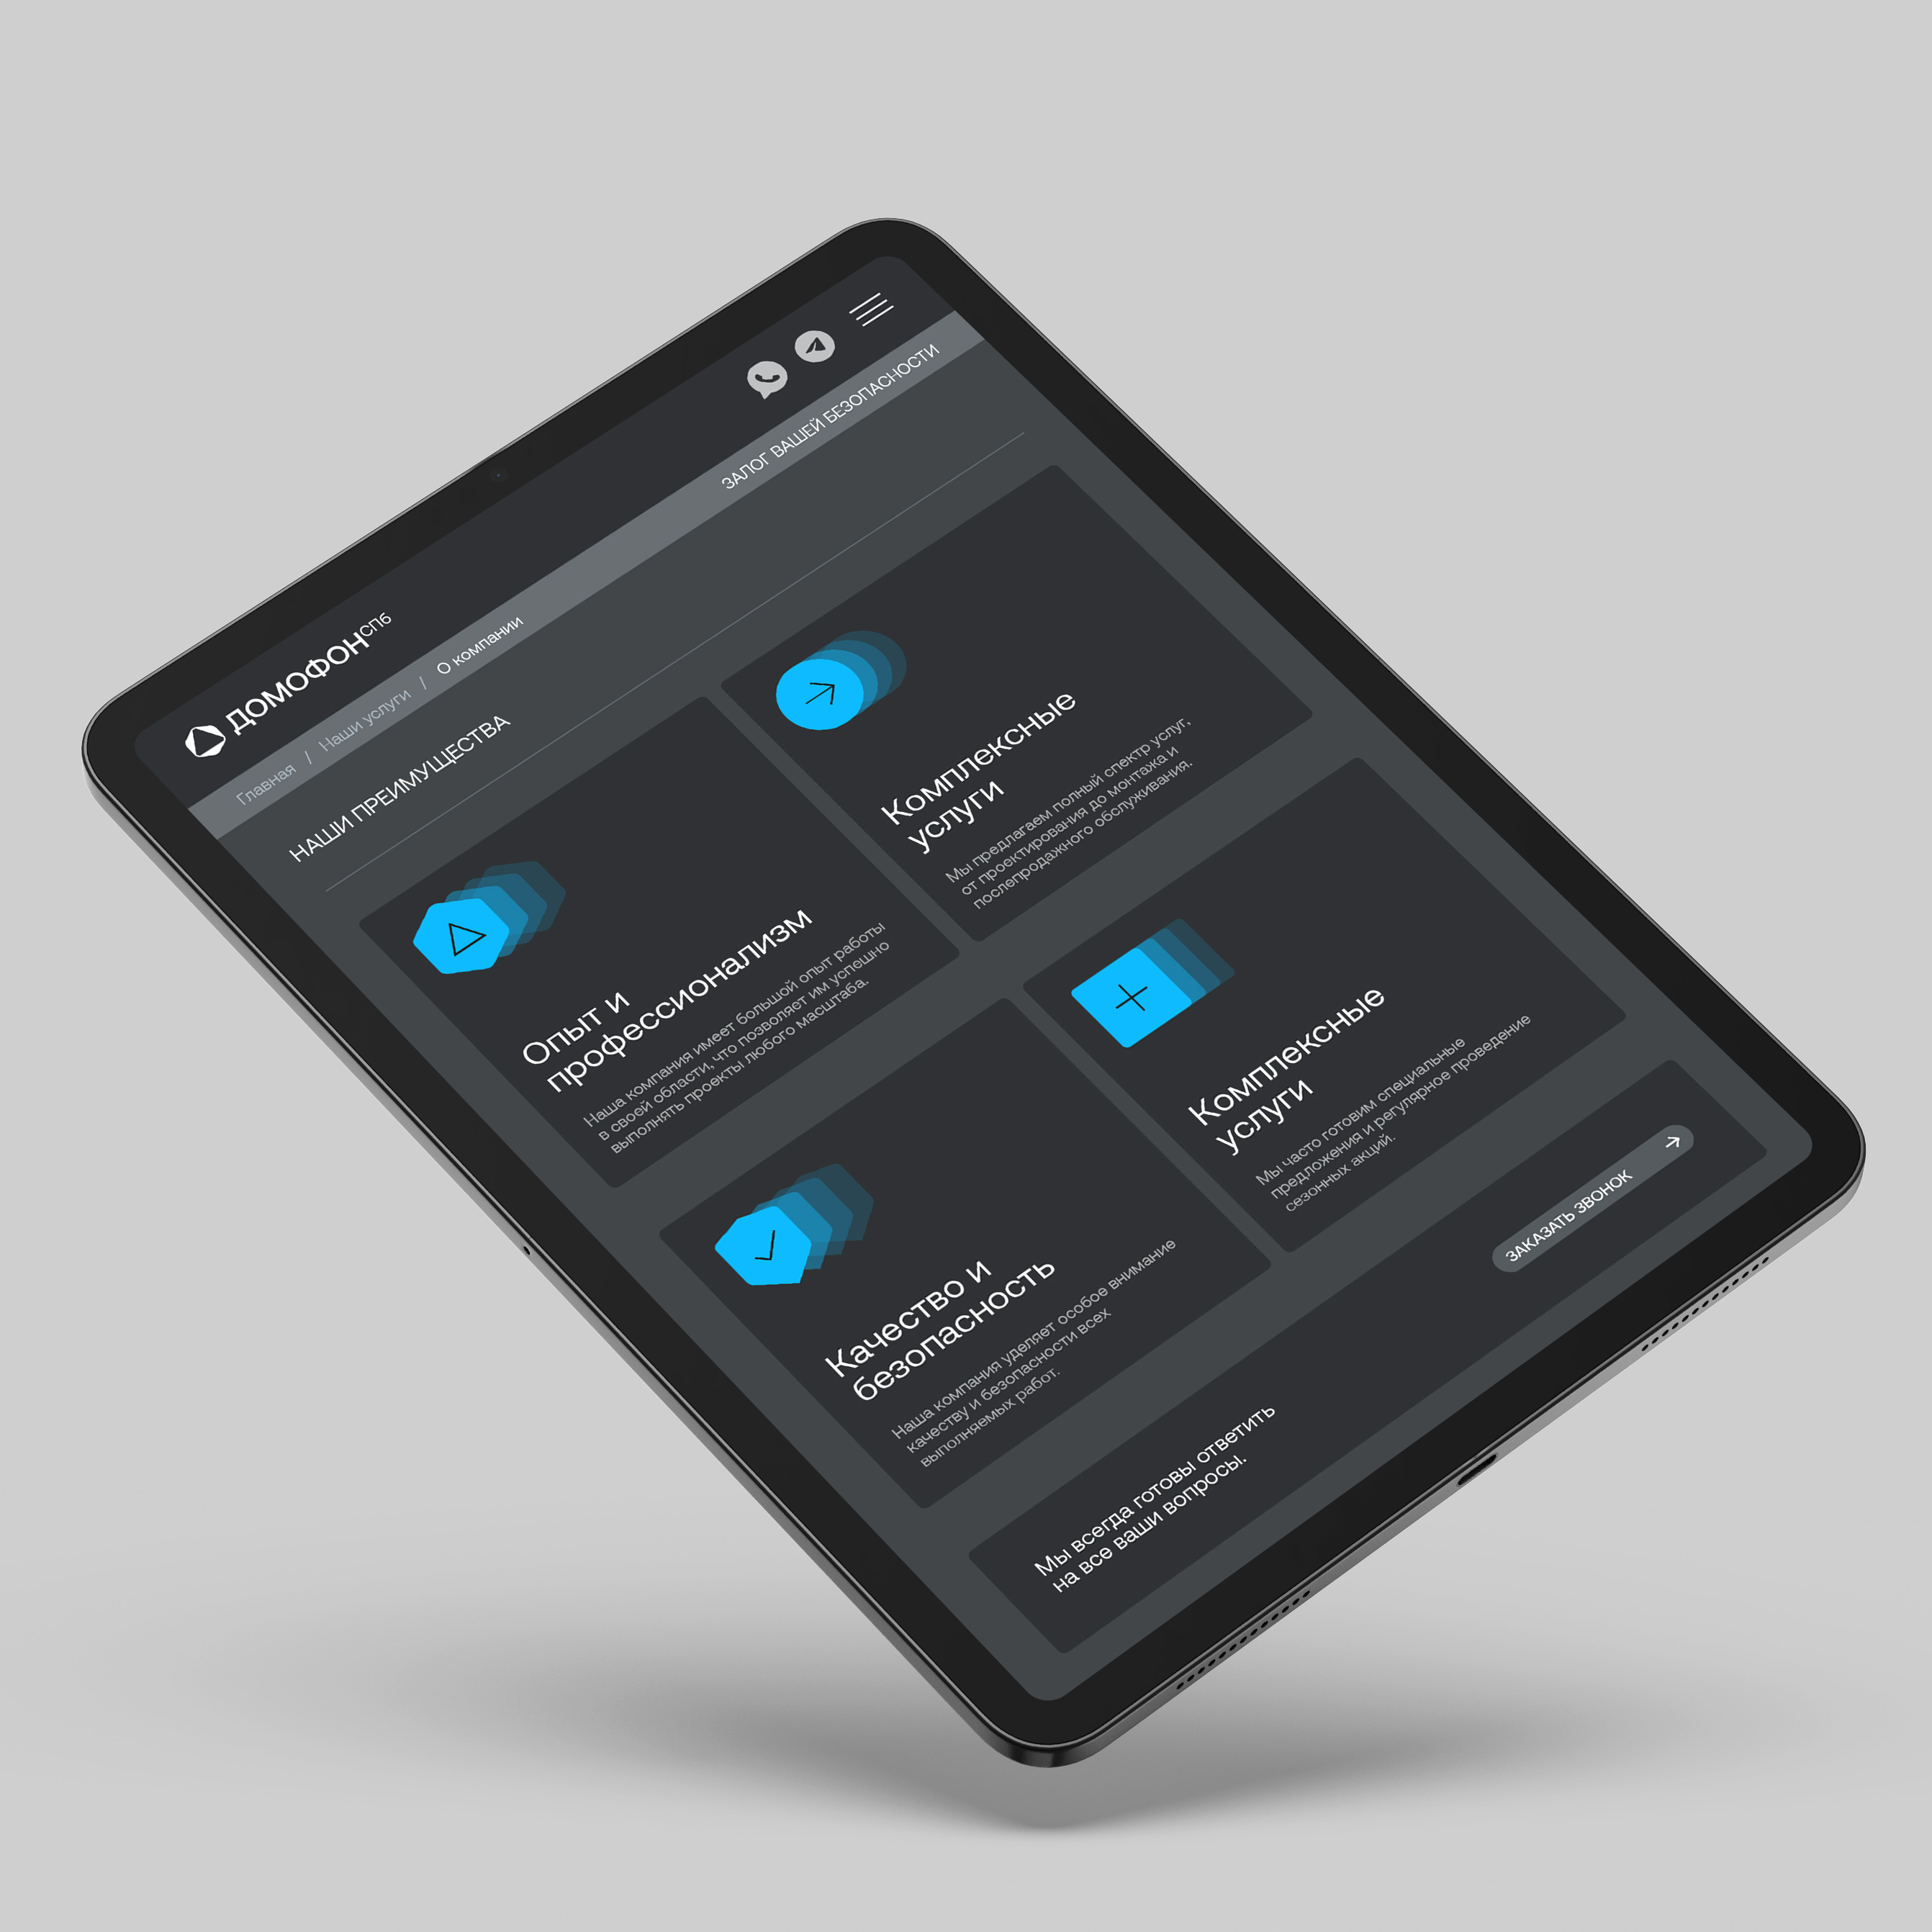 ДОМОФОНСПб
Главная / Наши услуги / О компании
ЗАЛОГ ВАШЕЙ БЕЗОПАСНОСТИ
НАШИ ПРЕИМУЩЕСТВА
Опыт и
профессионализм
Наша компания имеет большой опыт работы
в своей области, что позволяет им успешно
выполнять проекты любого масштаба.
Комплексные
услуги
Мы предлагаем полный спектр услуг,
от проектирования до монтажа и
послепродажного обслуживания.
Качество и
безопасность
Наша компания уделяет особое внимание
качеству и безопасности всех
выполняемых работ.
Комплексные
услуги
Мы часто готовим специальные
предложения и регулярное проведение
сезонных акций.
Мы всегда готовы ответить
на все ваши вопросы.
ЗАКАЗАТЬ ЗВОНОК